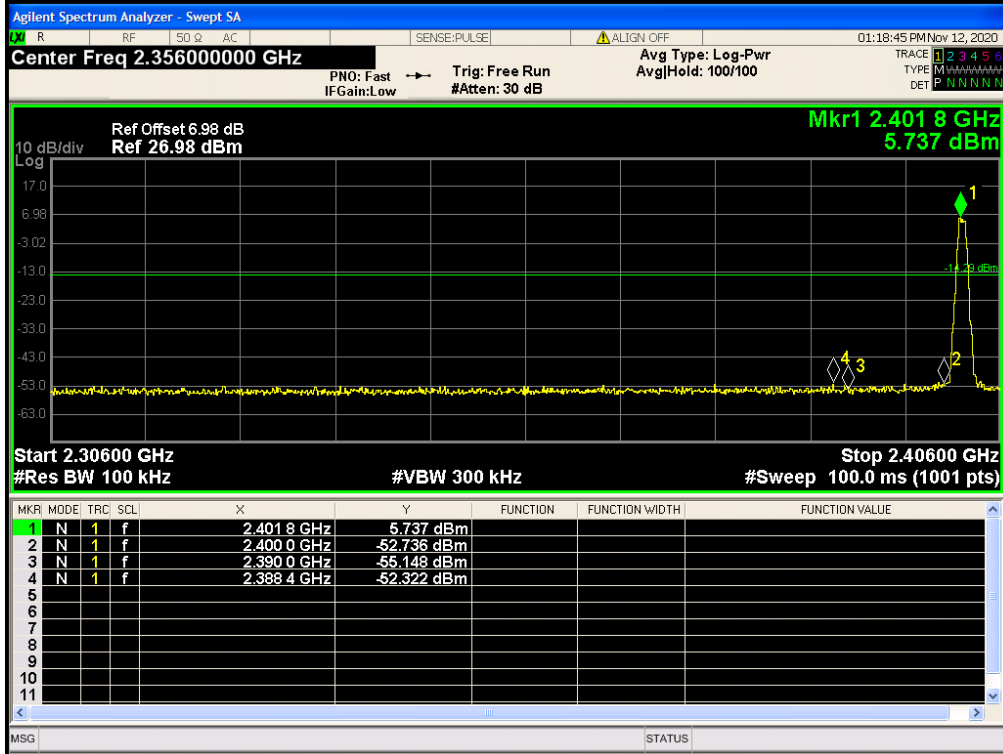 Agilent Spectrum Analyzer - Swept SA
LXI R RF 50 Ω AC SENSE:PULSE ALIGN OFF 01:18:45 PM Nov 12, 2020
Center Freq 2.356000000 GHz
PNO: Fast
IFGain:Low
Trig: Free Run
#Atten: 30 dB
Avg Type: Log-Pwr
Avg|Hold: 100/100
TRACE 1 2 3 4 5 6
TYPE M
DET P N N N N N
Mkr1 2.401 8 GHz
5.737 dBm
Ref Offset 6.98 dB
10 dB/div Ref 26.98 dBm
Log
17.0
6.98
-3.02
-13.0
-23.0
-33.0
-43.0
-53.0
-63.0
1
-14.29 dBm
4 3 2
Start 2.30600 GHz Stop 2.40600 GHz
#Res BW 100 kHz #VBW 300 kHz #Sweep 100.0 ms (1001 pts)
MKR MODE TRC SCL X Y FUNCTION FUNCTION WIDTH FUNCTION VALUE
1 N 1 f 2.401 8 GHz 5.737 dBm
2 N 1 f 2.400 0 GHz -52.736 dBm
3 N 1 f 2.390 0 GHz -55.148 dBm
4 N 1 f 2.388 4 GHz -52.322 dBm
5
6
7
8
9
10
11
MSG STATUS